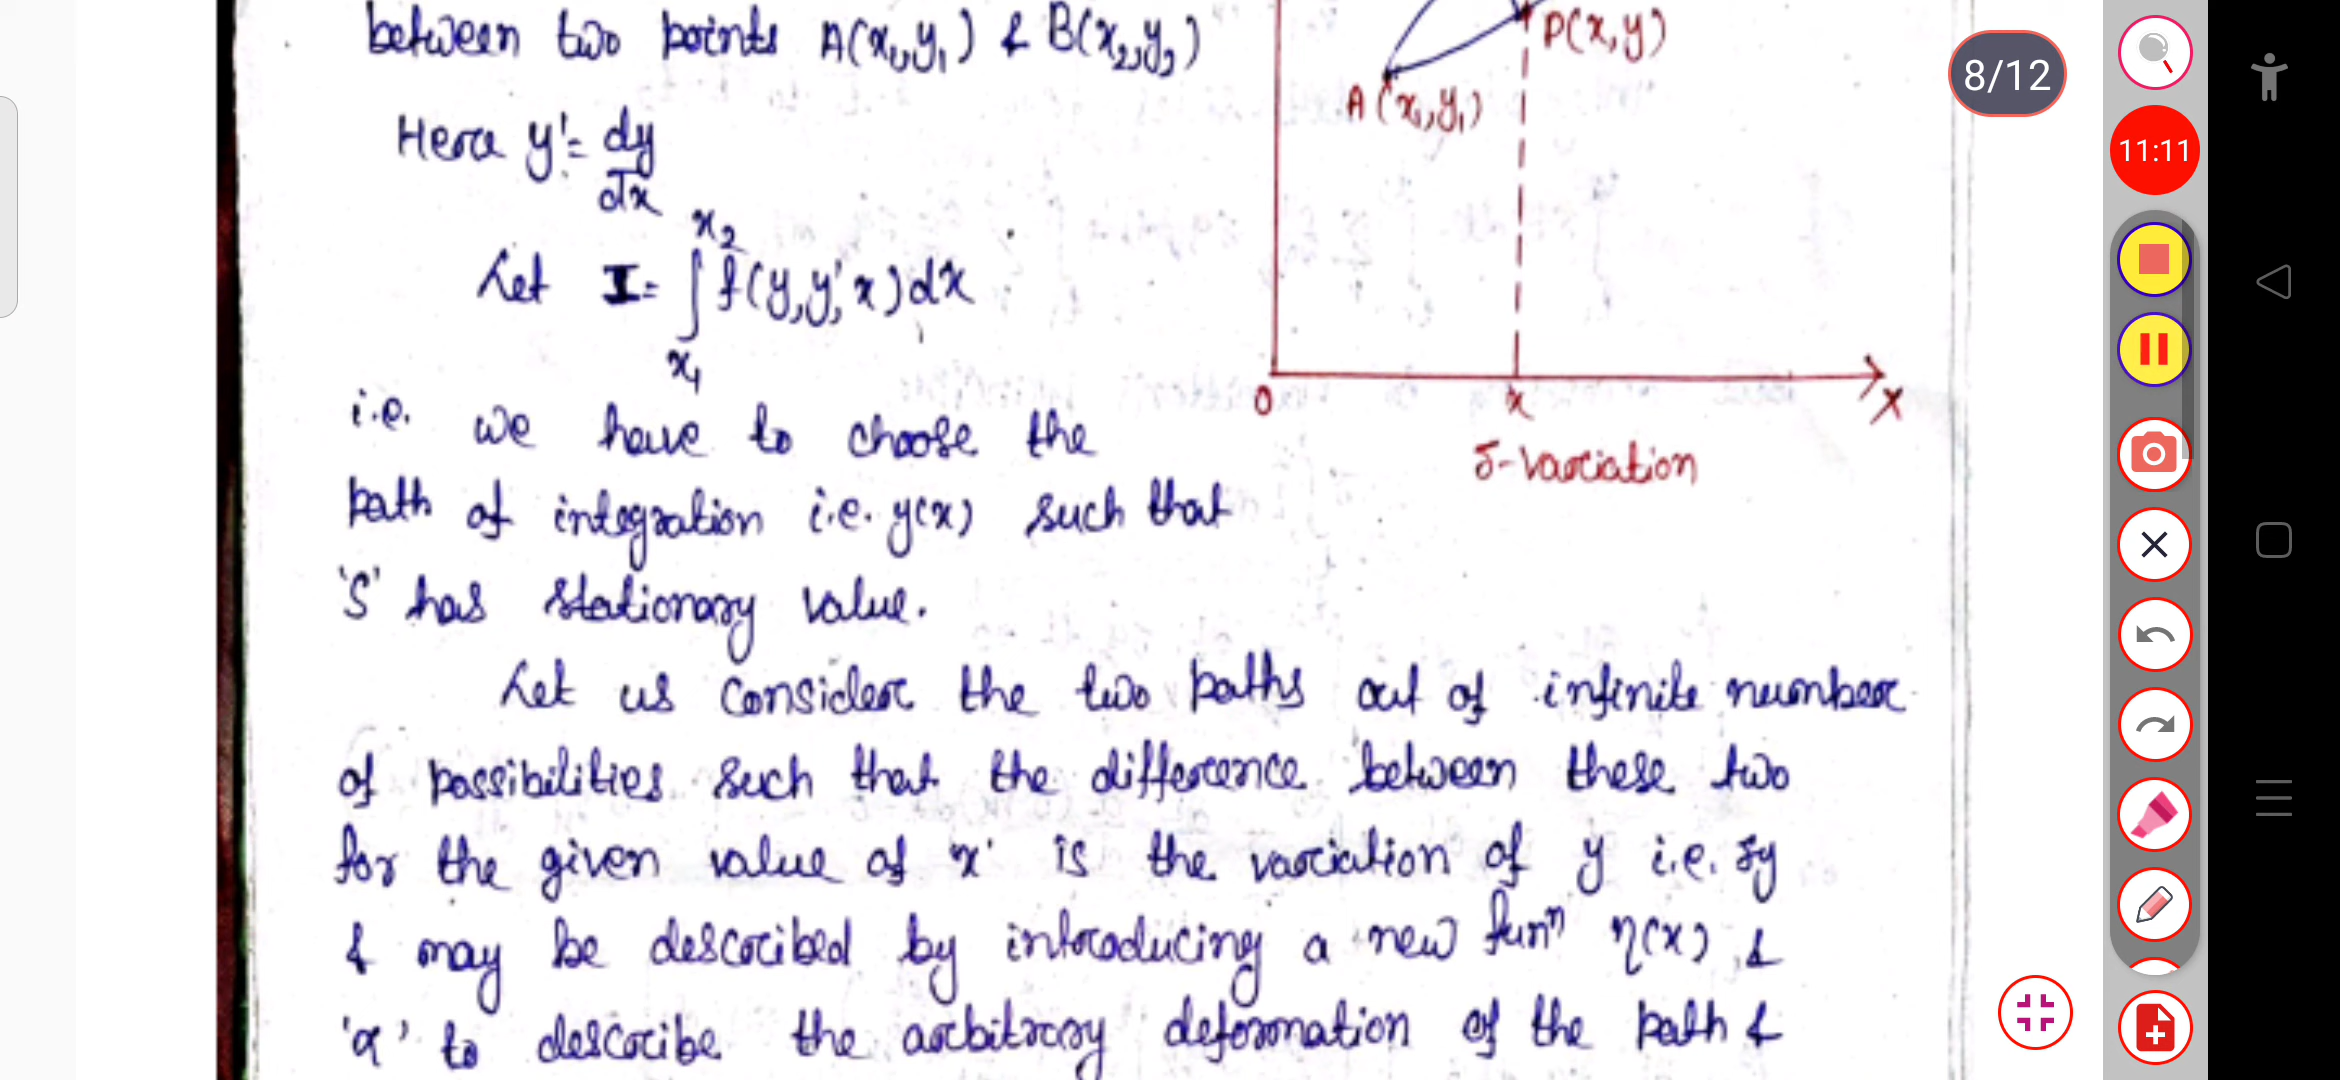 between two points A(x₁,y₁) & B(x₂,y₂)
P(x,y)
A (x₁,y₁)
8/12
11:11
Here y' = dy/dx
Let I = ∫ f(y,y',x)dx
x₂
x₁
O x X
δ-variation
i.e. we have to choose the
path of integration i.e. y(x) such that
'S' has stationary value.
Let us consider the two paths out of infinite number
of possibilities such that the difference between these two
for the given value of 'x' is the variation of y i.e. δy
& may be described by introducing a new funⁿ η(x) &
'α' to describe the arbitrary deformation of the path &